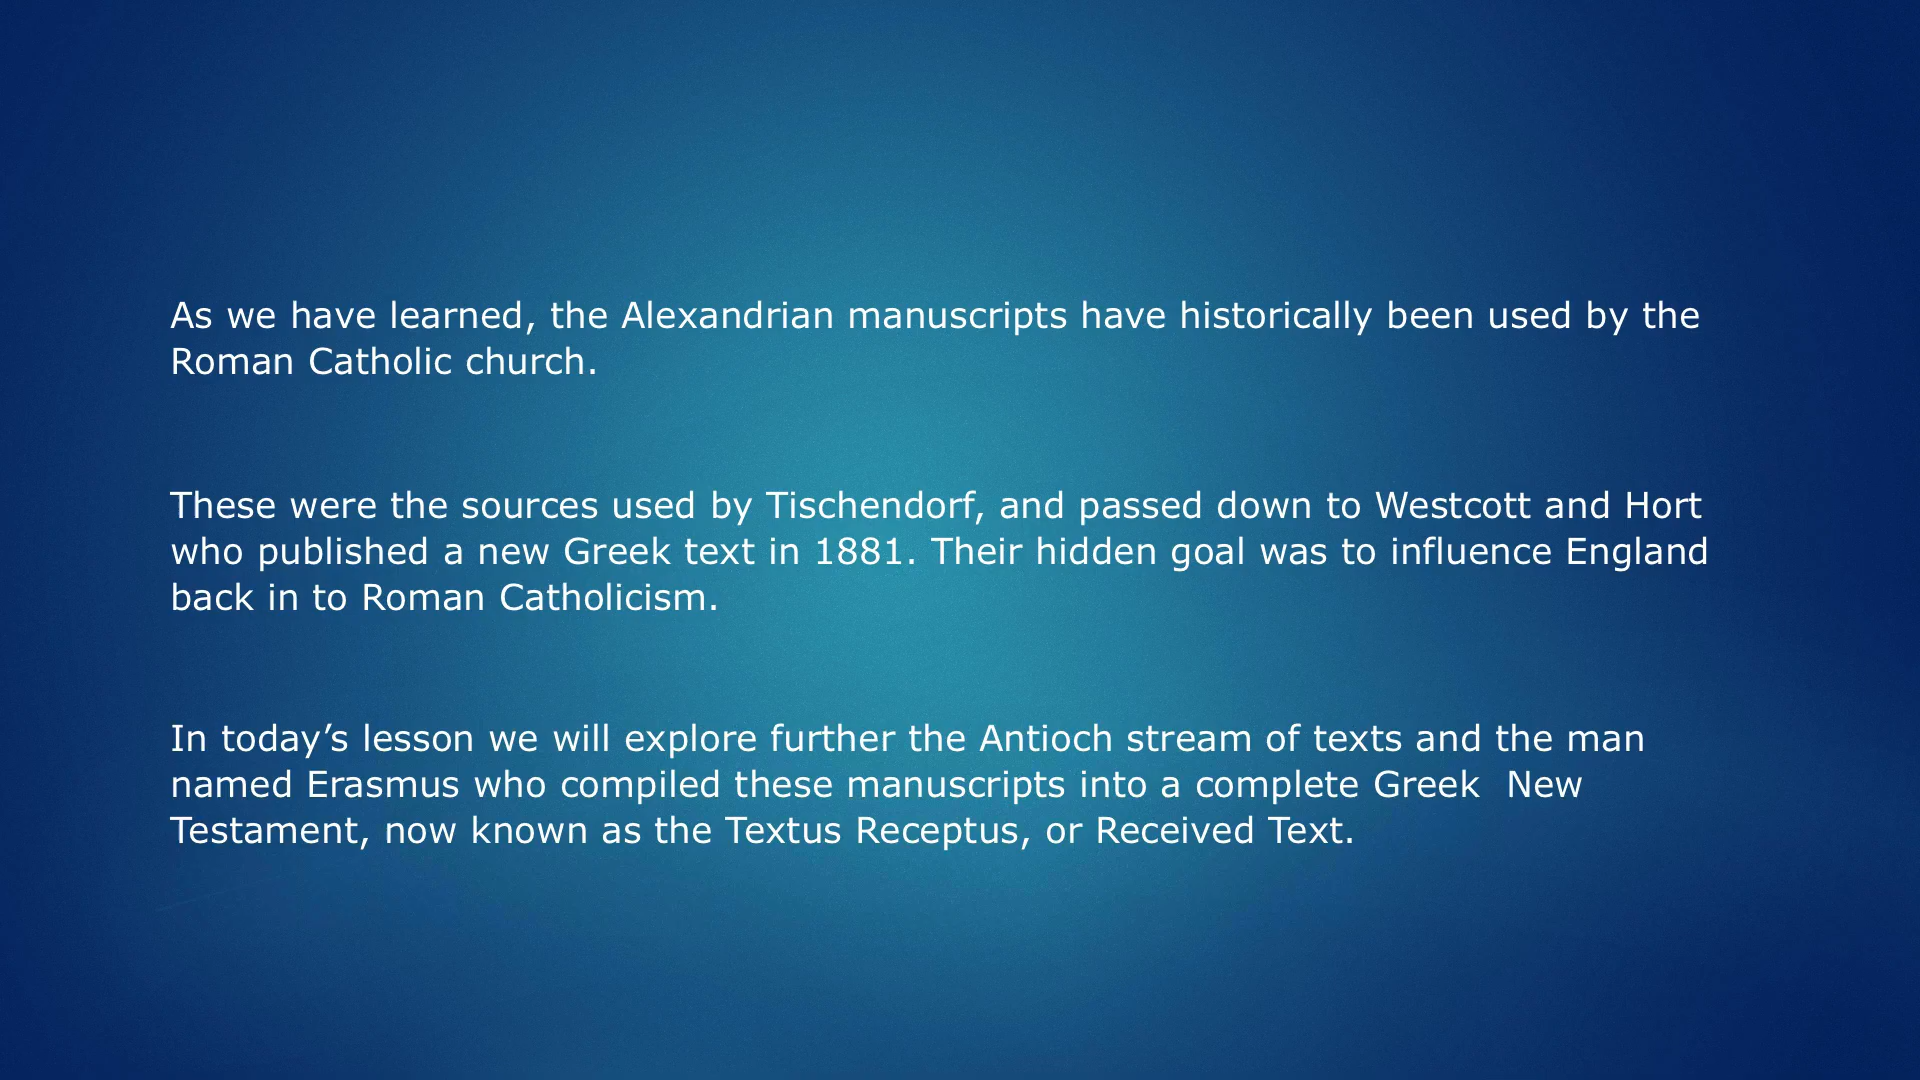 As we have learned, the Alexandrian manuscripts have historically been used by the
Roman Catholic church.
These were the sources used by Tischendorf, and passed down to Westcott and Hort
who published a new Greek text in 1881. Their hidden goal was to influence England
back in to Roman Catholicism.
In today’s lesson we will explore further the Antioch stream of texts and the man
named Erasmus who compiled these manuscripts into a complete Greek  New
Testament, now known as the Textus Receptus, or Received Text.